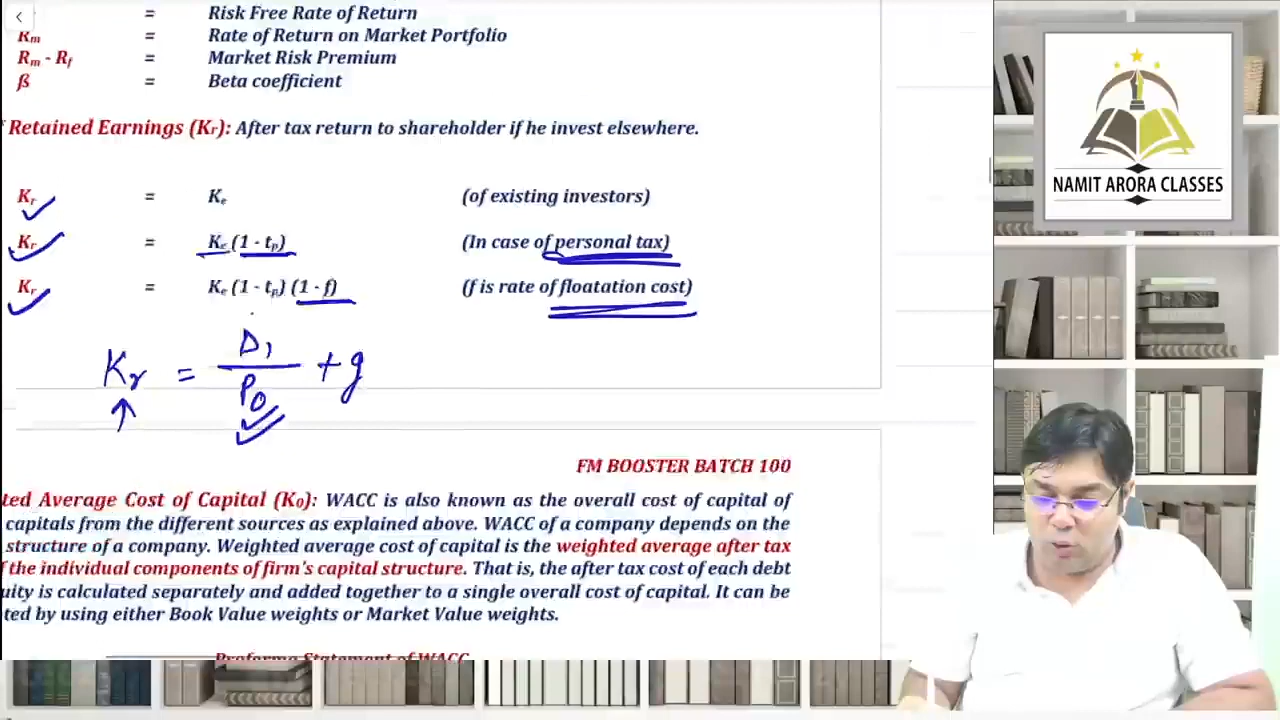 = Risk Free Rate of Return
Rm = Rate of Return on Market Portfolio
Rm - Rf = Market Risk Premium
ß = Beta coefficient
Retained Earnings (Kr): After tax return to shareholder if he invest elsewhere.
Kr = Ke (of existing investors)
Kr = Ke (1 - tp) (In case of personal tax)
Kr = Ke (1 - tp) (1 - f) (f is rate of floatation cost)
Kr = D1 / P0 + g
FM BOOSTER BATCH 100
ted Average Cost of Capital (K0): WACC is also known as the overall cost of capital of
capitals from the different sources as explained above. WACC of a company depends on the
structure of a company. Weighted average cost of capital is the weighted average after tax
f the individual components of firm's capital structure. That is, the after tax cost of each debt
uity is calculated separately and added together to a single overall cost of capital. It can be
ted by using either Book Value weights or Market Value weights.
Proforma Statement of WACC
NAMIT ARORA CLASSES